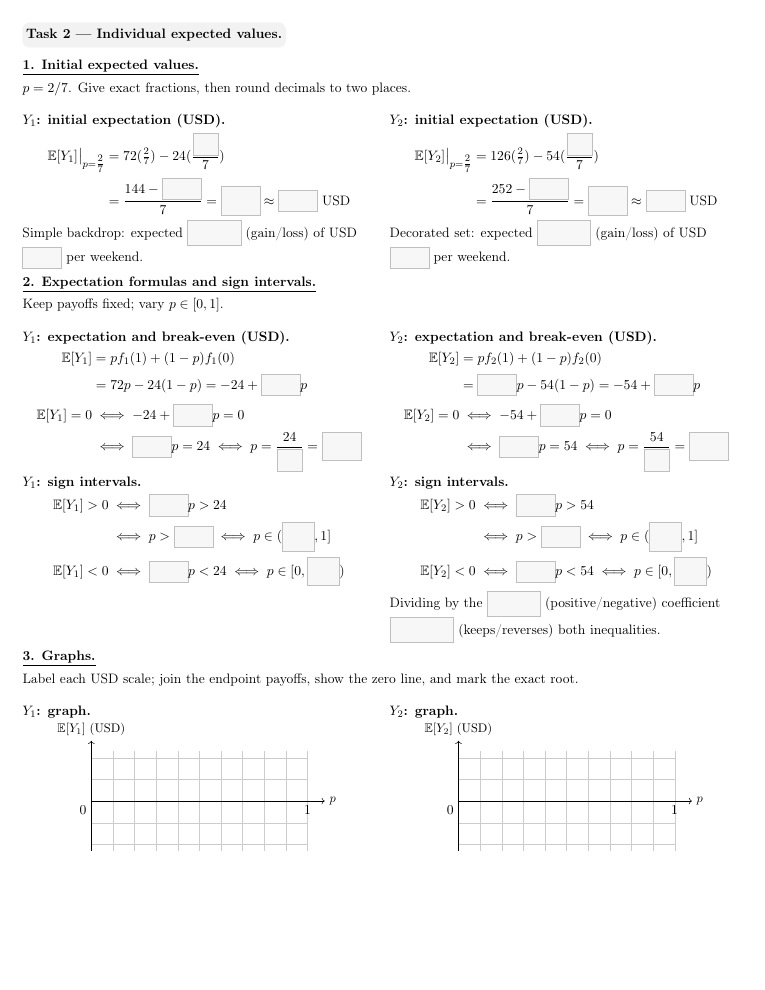 Task 2 — Individual expected values.
1. Initial expected values.
p = 2/7. Give exact fractions, then round decimals to two places.
Y₁: initial expectation (USD).
𝔼[Y₁]|ₚ₌₂/₇ = 72(2/7) − 24( /7)
= (144 − )/7 = ≈ USD
Simple backdrop: expected (gain/loss) of USD
per weekend.
Y₂: initial expectation (USD).
𝔼[Y₂]|ₚ₌₂/₇ = 126(2/7) − 54( /7)
= (252 − )/7 = ≈ USD
Decorated set: expected (gain/loss) of USD
per weekend.
2. Expectation formulas and sign intervals.
Keep payoffs fixed; vary p ∈ [0, 1].
Y₁: expectation and break-even (USD).
𝔼[Y₁] = pf₁(1) + (1 − p)f₁(0)
= 72p − 24(1 − p) = −24 + p
𝔼[Y₁] = 0 ⟺ −24 + p = 0
⟺ p = 24 ⟺ p = 24/ =
Y₁: sign intervals.
𝔼[Y₁] > 0 ⟺ p > 24
⟺ p > ⟺ p ∈ ( , 1]
𝔼[Y₁] < 0 ⟺ p < 24 ⟺ p ∈ [0, )
Y₂: expectation and break-even (USD).
𝔼[Y₂] = pf₂(1) + (1 − p)f₂(0)
= p − 54(1 − p) = −54 + p
𝔼[Y₂] = 0 ⟺ −54 + p = 0
⟺ p = 54 ⟺ p = 54/ =
Y₂: sign intervals.
𝔼[Y₂] > 0 ⟺ p > 54
⟺ p > ⟺ p ∈ ( , 1]
𝔼[Y₂] < 0 ⟺ p < 54 ⟺ p ∈ [0, )
Dividing by the (positive/negative) coefficient
(keeps/reverses) both inequalities.
3. Graphs.
Label each USD scale; join the endpoint payoffs, show the zero line, and mark the exact root.
Y₁: graph.
𝔼[Y₁] (USD)
p
0 1
Y₂: graph.
𝔼[Y₂] (USD)
p
0 1